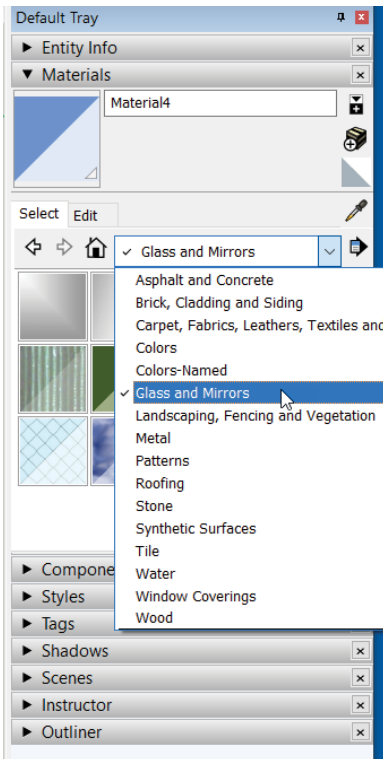 Default Tray
Entity Info
Materials
Material4
Select Edit
Glass and Mirrors
Asphalt and Concrete
Brick, Cladding and Siding
Carpet, Fabrics, Leathers, Textiles and
Colors
Colors-Named
Glass and Mirrors
Landscaping, Fencing and Vegetation
Metal
Patterns
Roofing
Stone
Synthetic Surfaces
Tile
Water
Window Coverings
Wood
Compone
Styles
Tags
Shadows
Scenes
Instructor
Outliner